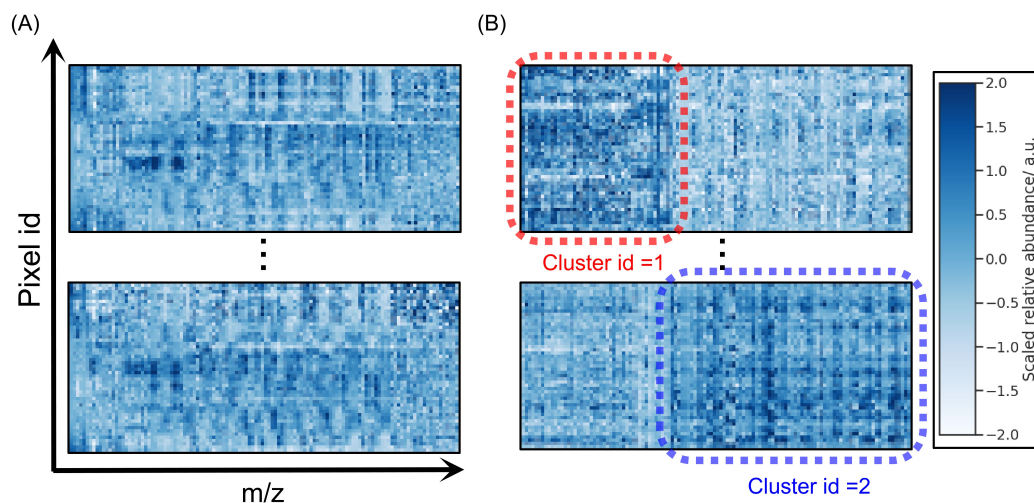 (A)
(B)
Pixel id
m/z
Cluster id =1
Cluster id =2
2.0
1.5
1.0
0.5
0.0
−0.5
−1.0
−1.5
−2.0
Scaled relative abundance/ a.u.